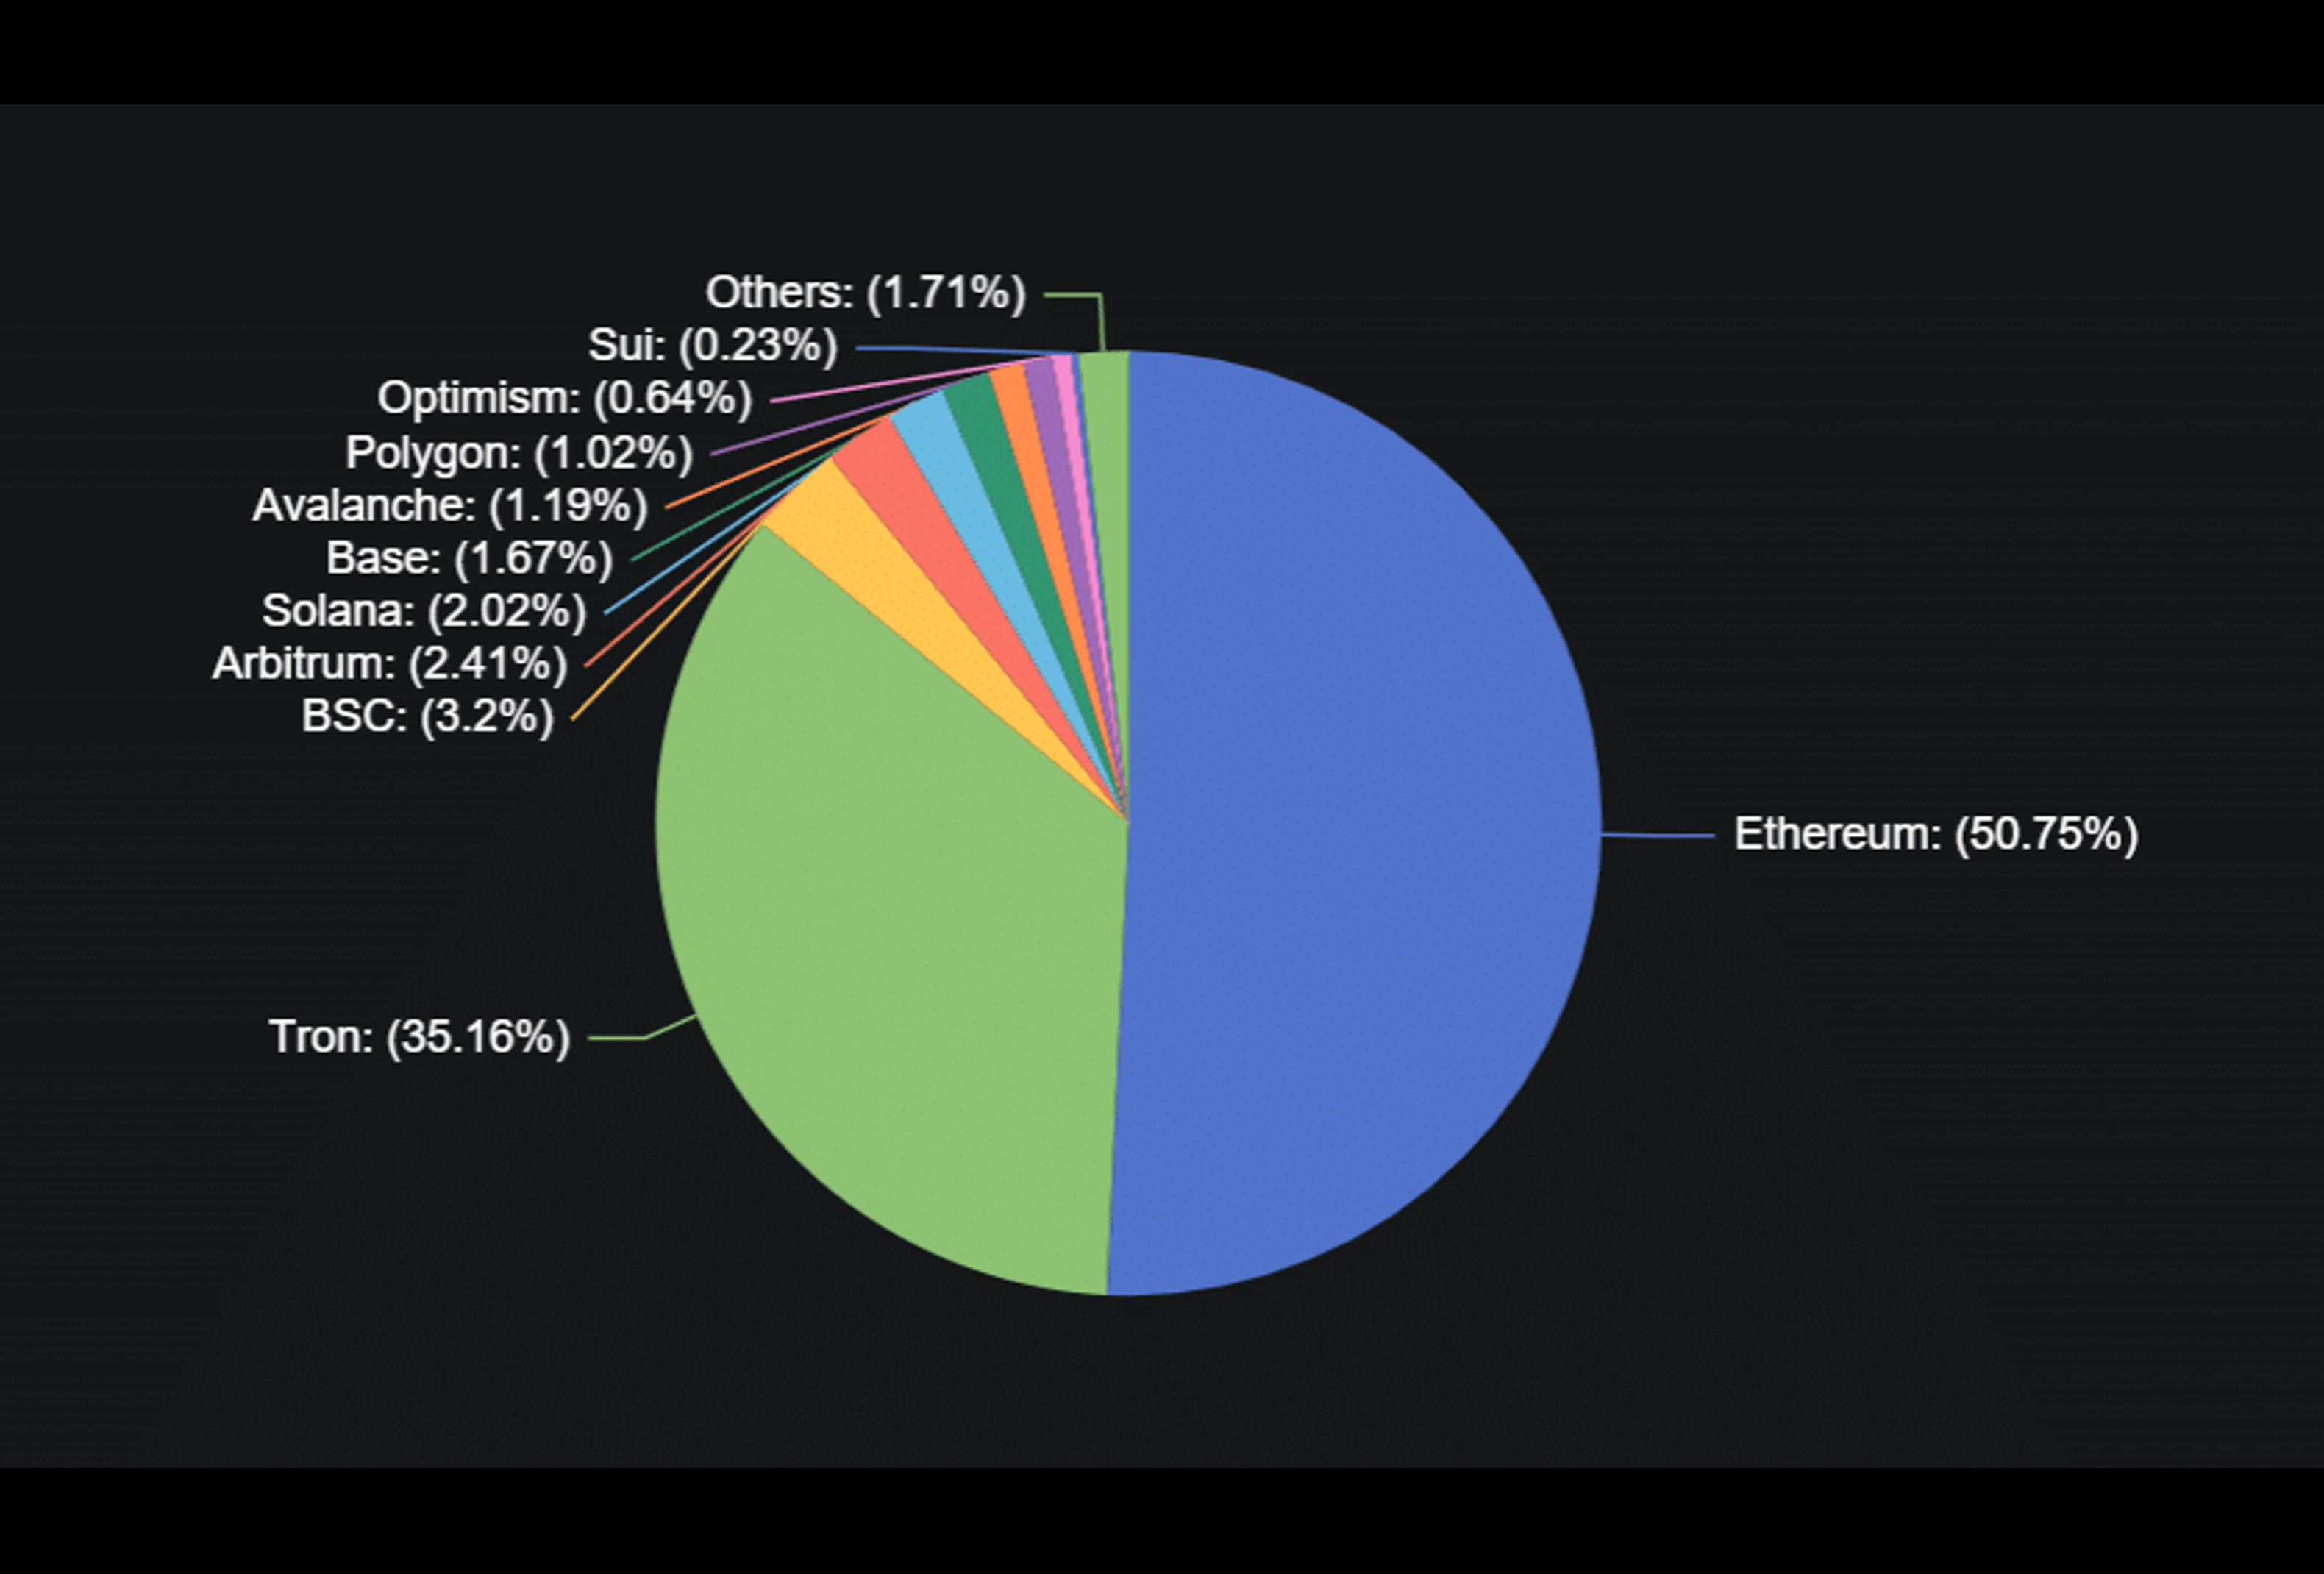 Others: (1.71%)
Sui: (0.23%)
Optimism: (0.64%)
Polygon: (1.02%)
Avalanche: (1.19%)
Base: (1.67%)
Solana: (2.02%)
Arbitrum: (2.41%)
BSC: (3.2%)
Ethereum: (50.75%)
Tron: (35.16%)